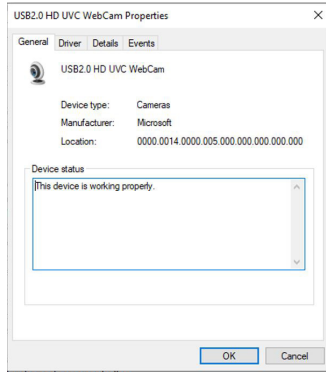 USB2.0 HD UVC WebCam Properties
General Driver Details Events
USB2.0 HD UVC WebCam
Device type: Cameras
Manufacturer: Microsoft
Location: 0000.0014.0000.005.000.000.000.000.000
Device status
This device is working properly.
OK Cancel